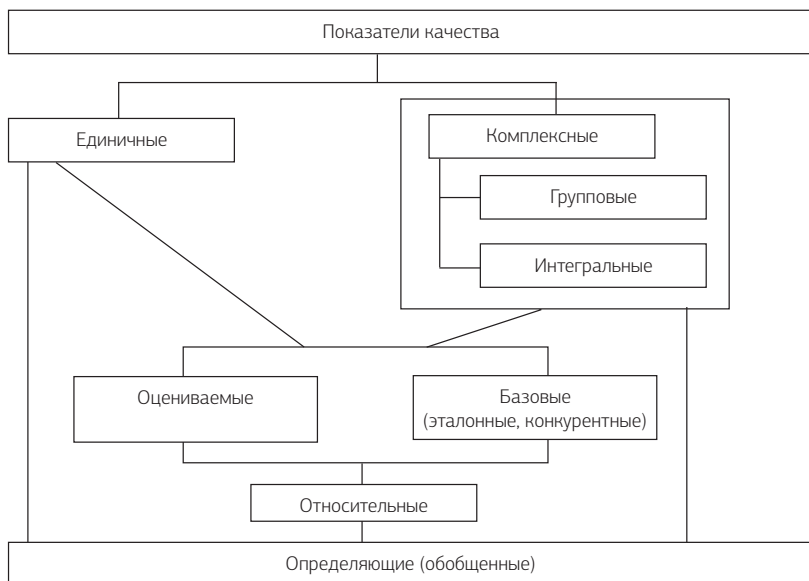 Показатели качества
Единичные
Комплексные
Групповые
Интегральные
Оцениваемые
Базовые
(эталонные, конкурентные)
Относительные
Определяющие (обобщенные)